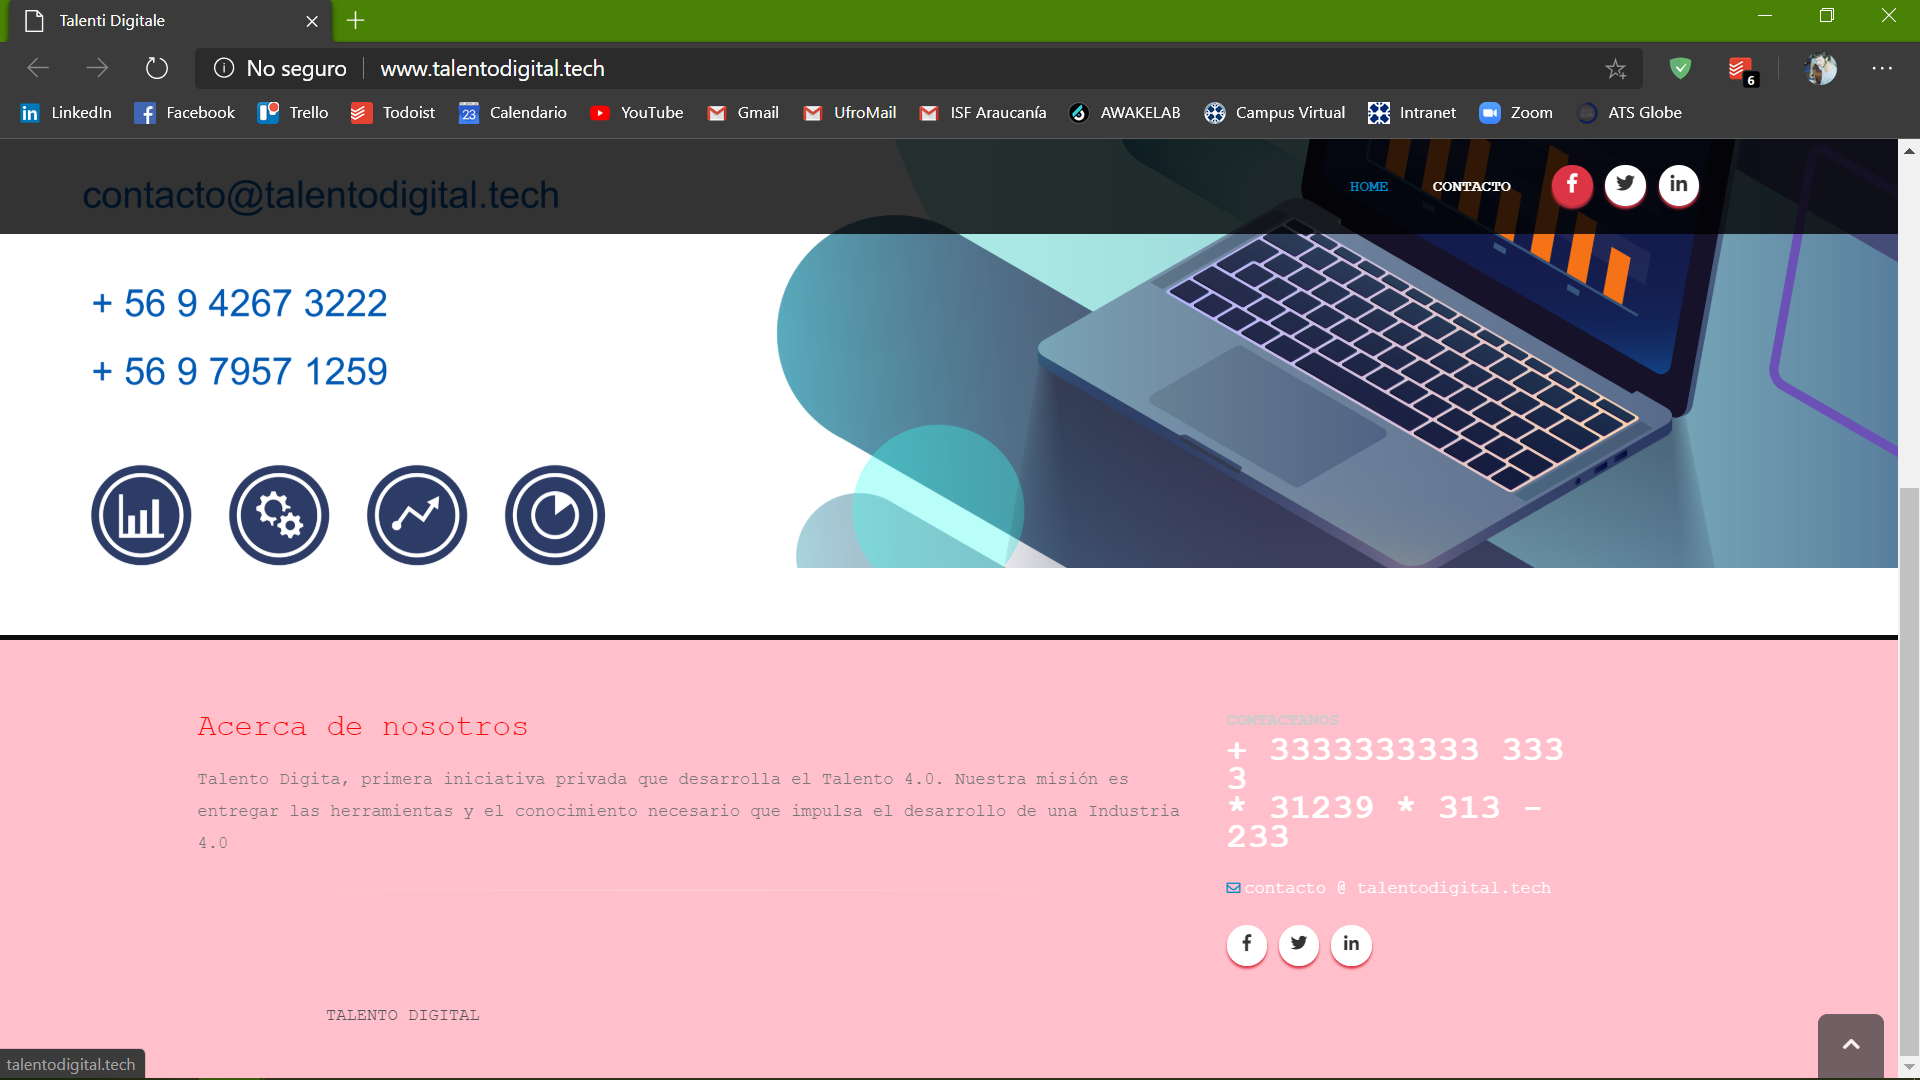 Talenti Digitale
No seguro
www.talentodigital.tech
6
LinkedIn
Facebook
Trello
Todoist
23
Calendario
YouTube
Gmail
UfroMail
ISF Araucanía
AWAKELAB
Campus Virtual
Intranet
Zoom
ATS Globe
contacto@talentodigital.tech
HOME
CONTACTO
+ 56 9 4267 3222
+ 56 9 7957 1259
Acerca de nosotros
Talento Digita, primera iniciativa privada que desarrolla el Talento 4.0. Nuestra misión es
entregar las herramientas y el conocimiento necesario que impulsa el desarrollo de una Industria
4.0
CONTACTANOS
+ 3333333333 333
3
* 31239 * 313 -
233
contacto @ talentodigital.tech
TALENTO DIGITAL
talentodigital.tech